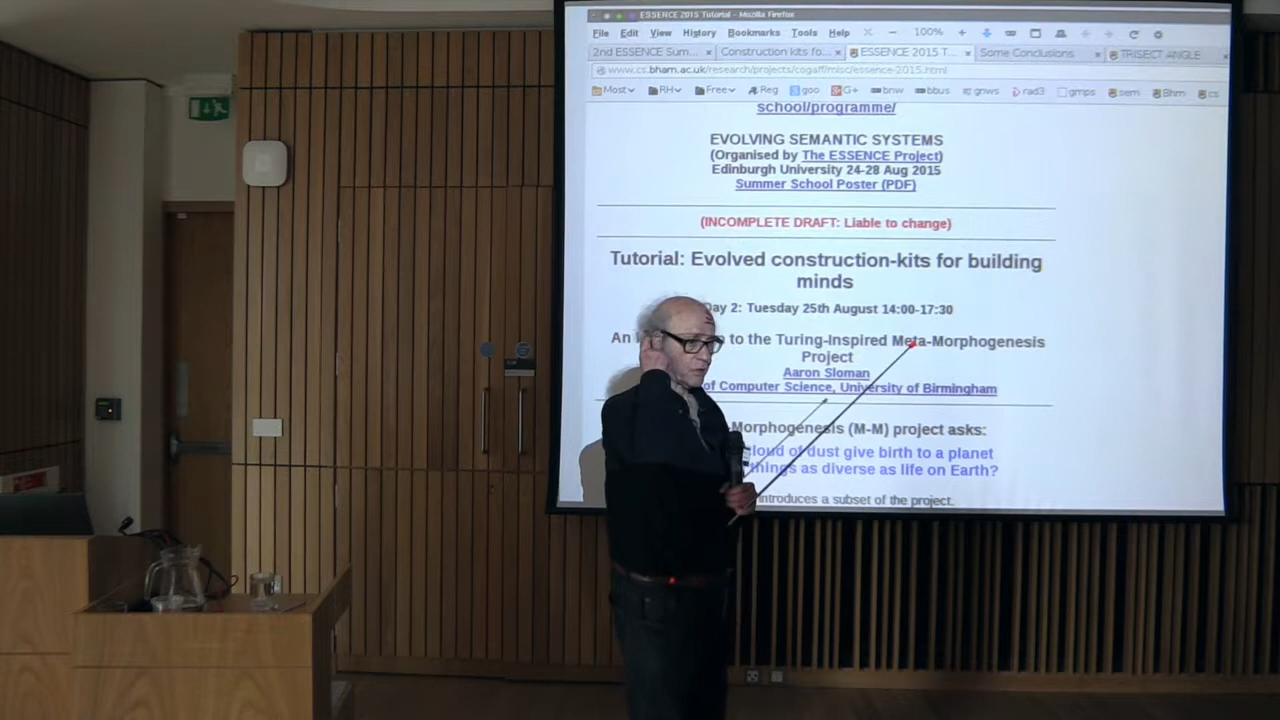 ESSENCE 2015 Tutorial - Mozilla Firefox
File Edit View History Bookmarks Tools Help 100%
2nd ESSENCE Sum... Construction kits fo... ESSENCE 2015 T... Some Conclusions TRISECT ANGLE
www.cs.bham.ac.uk/research/projects/cogaff/misc/essence-2015.html
Most RH Free Reg goo G+ bnw bbus gnws rad3 gmps sem Bhm cs
school/programme/
EVOLVING SEMANTIC SYSTEMS
(Organised by The ESSENCE Project)
Edinburgh University 24-28 Aug 2015
Summer School Poster (PDF)
(INCOMPLETE DRAFT: Liable to change)
Tutorial: Evolved construction-kits for building
minds
Day 2: Tuesday 25th August 14:00-17:30
An to the Turing-Inspired Meta-Morphogenesis
Project
Aaron Sloman
of Computer Science, University of Birmingham
Morphogenesis (M-M) project asks:
cloud of dust give birth to a planet
things as diverse as life on Earth?
introduces a subset of the project.